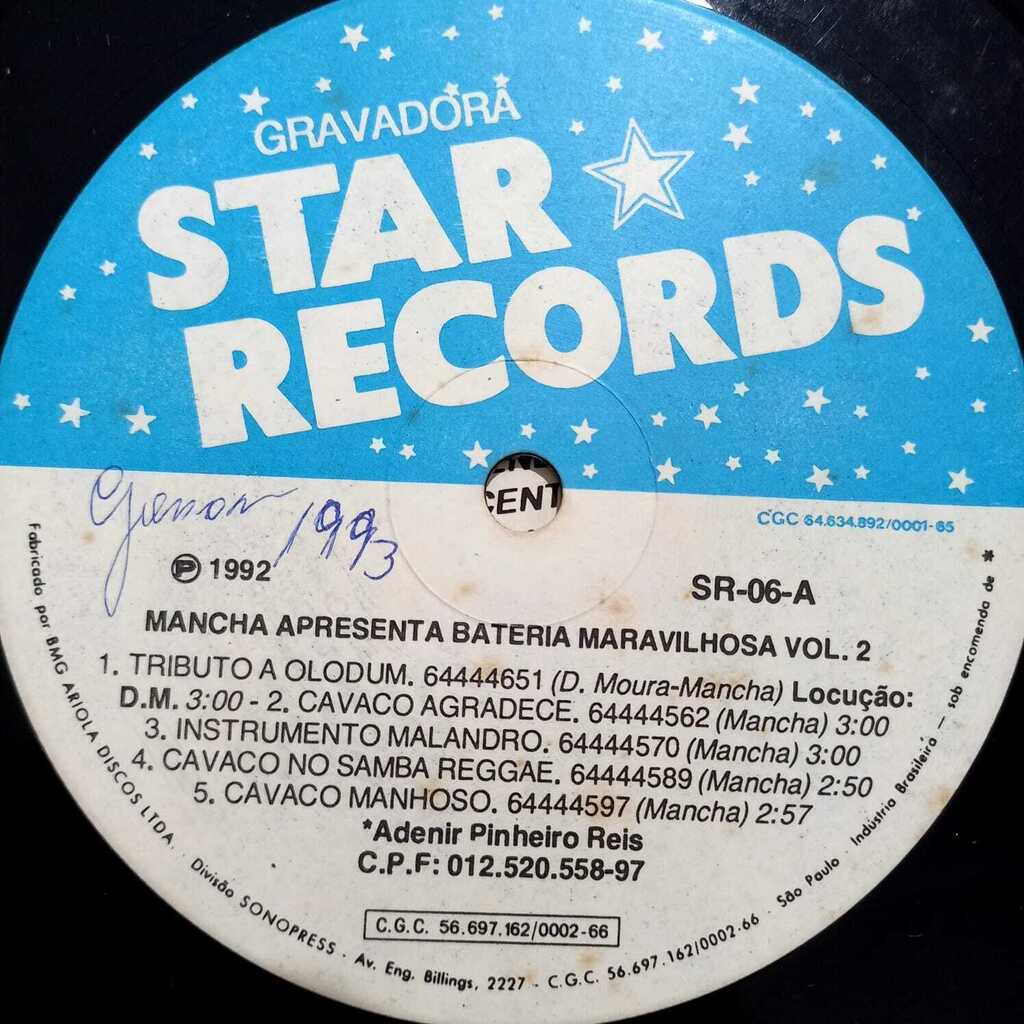 GRAVADORA
STAR
RECORDS
CENT
CGC 64.634.892/0001-65
1993
Ⓟ 1992
SR-06-A
MANCHA APRESENTA BATERIA MARAVILHOSA VOL. 2
1. TRIBUTO A OLODUM. 64444651 (D. Moura-Mancha) Locução:
D.M. 3:00 - 2. CAVACO AGRADECE. 64444562 (Mancha) 3:00
3. INSTRUMENTO MALANDRO. 64444570 (Mancha) 3:00
4. CAVACO NO SAMBA REGGAE. 64444589 (Mancha) 2:50
5. CAVACO MANHOSO. 64444597 (Mancha) 2:57
*Adenir Pinheiro Reis
C.P.F: 012.520.558-97
C.G.C. 56.697.162/0002-66
Fabricado por BMG ARIOLA DISCOS LTDA. Divisão SONOPRESS. Av. Eng. Billings, 2227 - C.G.C. 56.697.162/0002-66 · São Paulo Indústria Brasileira — sob encomenda de *